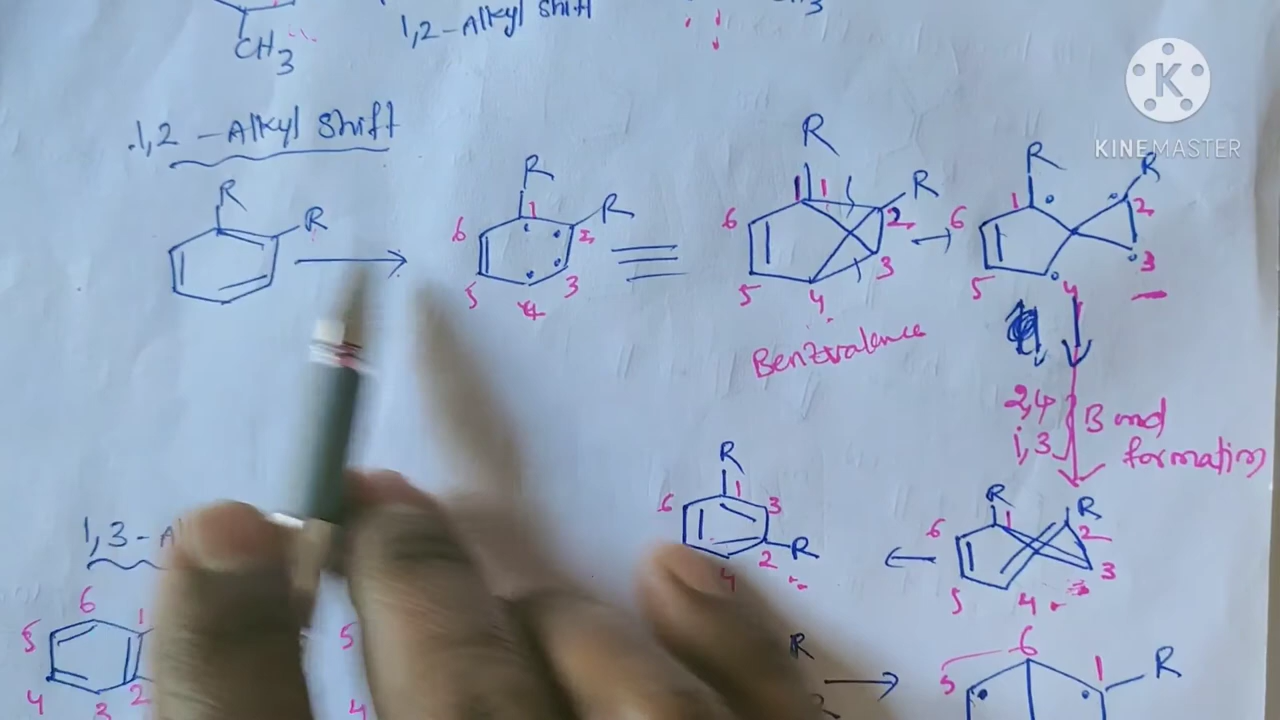 CH3
1,2-Alkyl Shift
CH3
K
KINEMASTER
1,2 - Alkyl Shift
R R
R 1 2 3 4 5 6 R
R 1 2 3 4 5 6 R
R 1 2 3 4 5 6 R
Benzvalence
2,4
1,3
Bond
formation
R 1 2 3 4 6 R
R 1 2 3 4 5 6 R
1,3-A
6 1 2 3 4 5
5
4
R
6 1 5 R